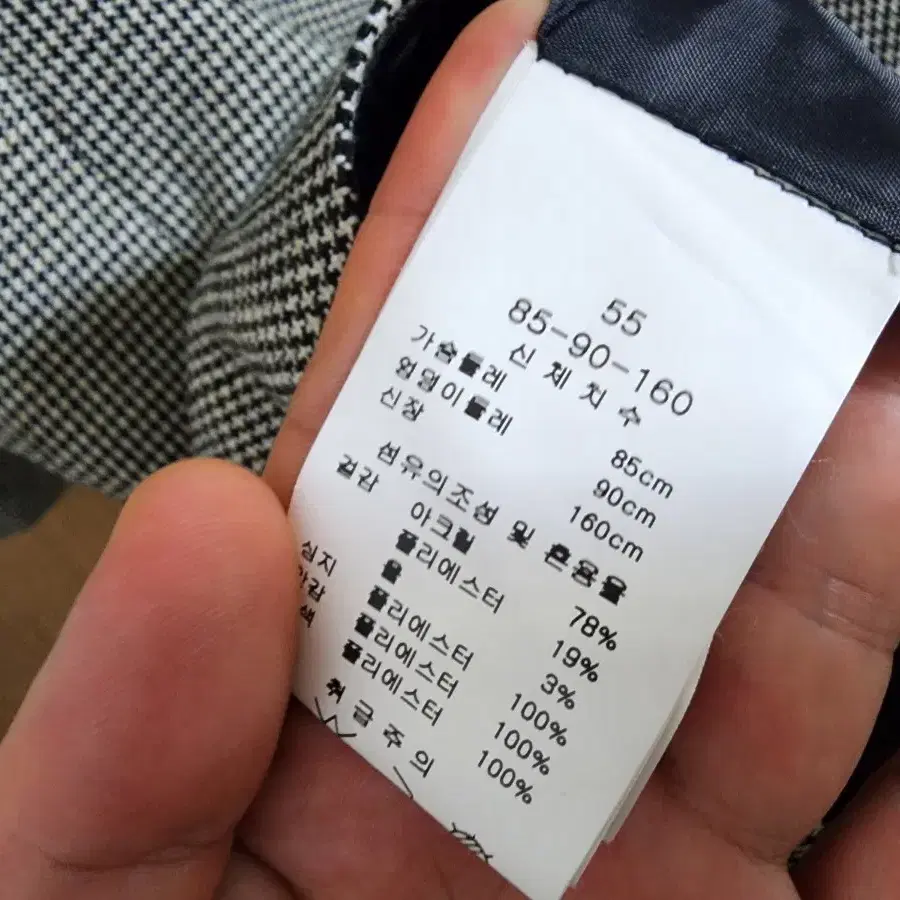 55
85-90-160
신 체 치 수
가슴둘레 85cm
엉덩이둘레 90cm
신장 160cm
섬유의조성 및 혼용율
겉감 아크릴 78%
폴리에스터 19%
울 3%
심지 폴리에스터 100%
안감 폴리에스터 100%
폴리에스터 100%
취 급 주 의